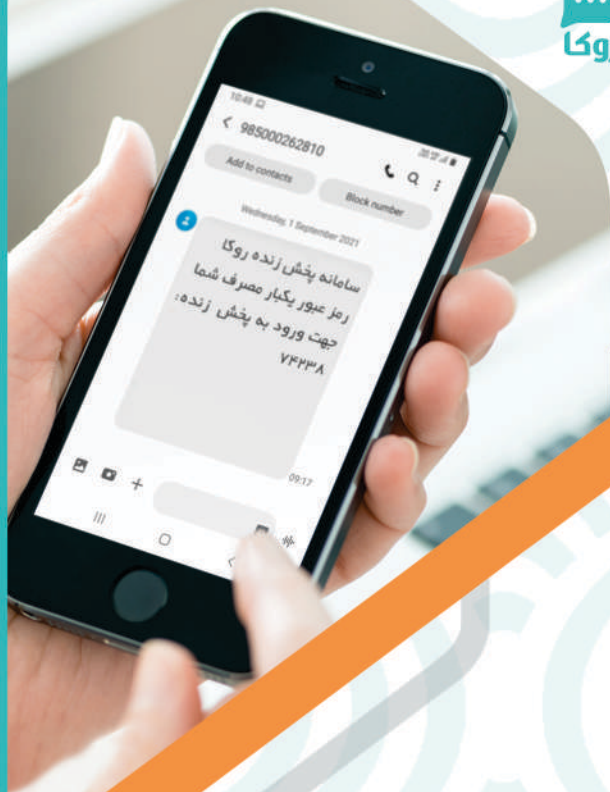 روکا
10:48
985000262810
Add to contacts
Block number
Wednesday, 1 September 2021
سامانه پخش زنده روکا
رمز عبور یکبار مصرف شما
جهت ورود به پخش زنده:
۷۴۲۳۸
09:17